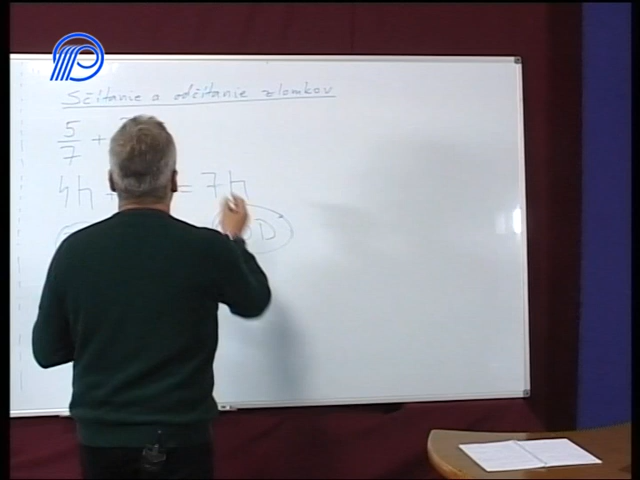 Sčítanie a odčítanie zlomkov
5/7 +
4h + = 7h
D